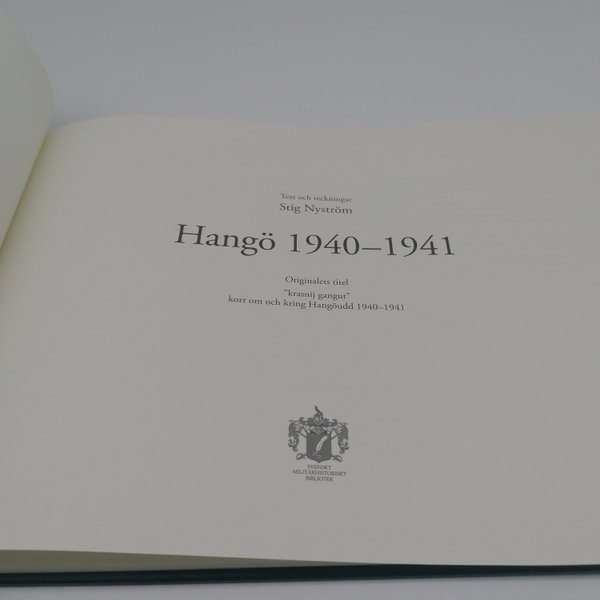 Text och teckningar
Stig Nyström
Hangö 1940–1941
Originalets titel
"krasnij gangut"
kort om och kring Hangöudd 1940–1941
SVENSKT
MILITÄRHISTORISKT
BIBLIOTEK